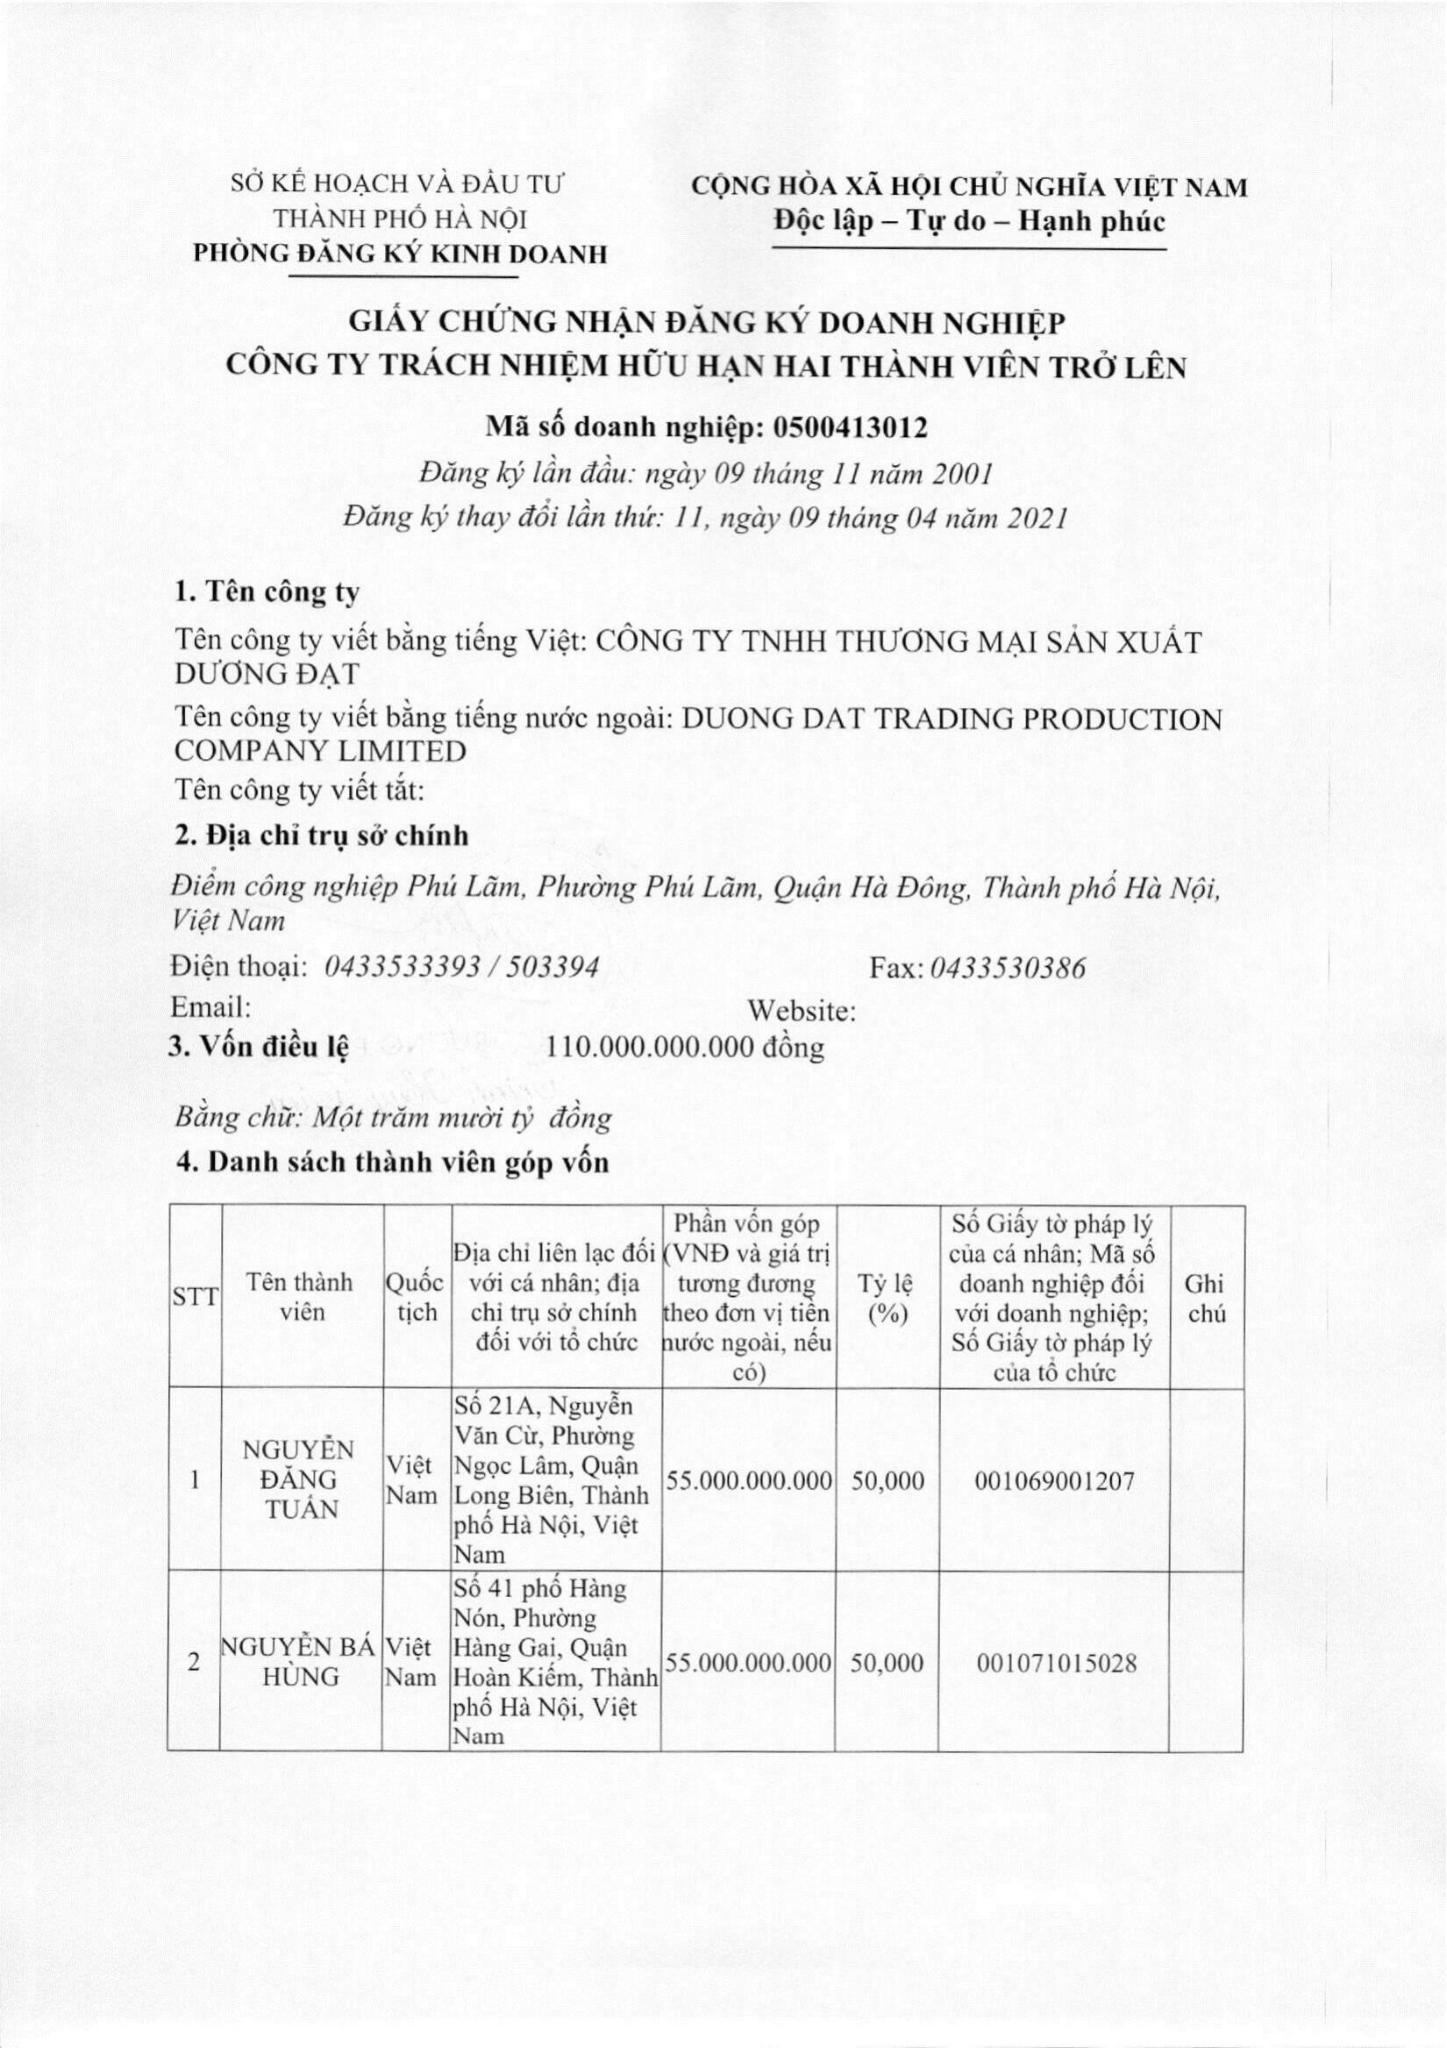 SỞ KẾ HOẠCH VÀ ĐẦU TƯ
THÀNH PHỐ HÀ NỘI
PHÒNG ĐĂNG KÝ KINH DOANH
CỘNG HÒA XÃ HỘI CHỦ NGHĨA VIỆT NAM
Độc lập – Tự do – Hạnh phúc
GIẤY CHỨNG NHẬN ĐĂNG KÝ DOANH NGHIỆP
CÔNG TY TRÁCH NHIỆM HỮU HẠN HAI THÀNH VIÊN TRỞ LÊN
Mã số doanh nghiệp: 0500413012
Đăng ký lần đầu: ngày 09 tháng 11 năm 2001
Đăng ký thay đổi lần thứ: 11, ngày 09 tháng 04 năm 2021
1. Tên công ty
Tên công ty viết bằng tiếng Việt: CÔNG TY TNHH THƯƠNG MẠI SẢN XUẤT
DƯƠNG ĐẠT
Tên công ty viết bằng tiếng nước ngoài: DUONG DAT TRADING PRODUCTION
COMPANY LIMITED
Tên công ty viết tắt:
2. Địa chỉ trụ sở chính
Điểm công nghiệp Phú Lãm, Phường Phú Lãm, Quận Hà Đông, Thành phố Hà Nội,
Việt Nam
Điện thoại: 0433533393 / 503394 Fax: 0433530386
Email: Website:
3. Vốn điều lệ 110.000.000.000 đồng
Bằng chữ: Một trăm mười tỷ đồng
4. Danh sách thành viên góp vốn
STT
Tên thành
viên
Quốc
tịch
Địa chỉ liên lạc đối
với cá nhân; địa
chỉ trụ sở chính
đối với tổ chức
Phần vốn góp
(VNĐ và giá trị
tương đương
theo đơn vị tiền
nước ngoài, nếu
có)
Tỷ lệ
(%)
Số Giấy tờ pháp lý
của cá nhân; Mã số
doanh nghiệp đối
với doanh nghiệp;
Số Giấy tờ pháp lý
của tổ chức
Ghi
chú
1
NGUYỄN
ĐĂNG
TUẤN
Việt
Nam
Số 21A, Nguyễn
Văn Cừ, Phường
Ngọc Lâm, Quận
Long Biên, Thành
phố Hà Nội, Việt
Nam
55.000.000.000
50,000
001069001207
2
NGUYỄN BÁ
HÙNG
Việt
Nam
Số 41 phố Hàng
Nón, Phường
Hàng Gai, Quận
Hoàn Kiếm, Thành
phố Hà Nội, Việt
Nam
55.000.000.000
50,000
001071015028